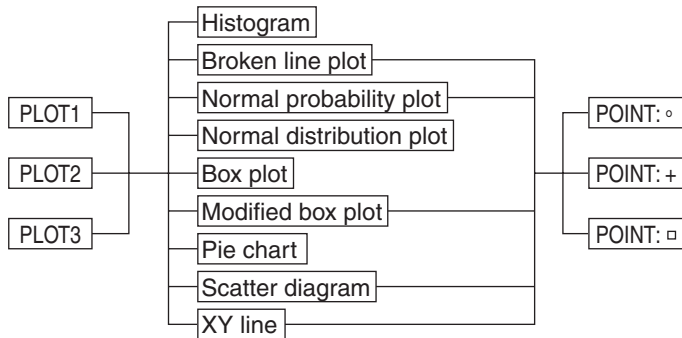 PLOT1
PLOT2
PLOT3
Histogram
Broken line plot
Normal probability plot
Normal distribution plot
Box plot
Modified box plot
Pie chart
Scatter diagram
XY line
POINT: ○
POINT: +
POINT: □